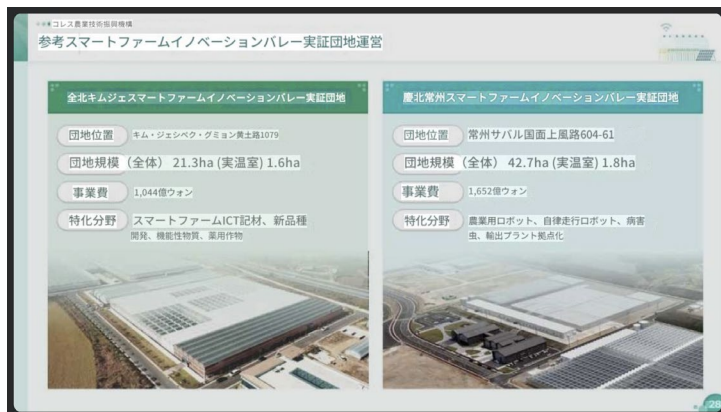 コレス農業技術振興機構
参考スマートファームイノベーションバレー実証団地運営
全北キムジェスマートファームイノベーションバレー実証団地
団地位置 キム・ジェシベク・グミョン黄土路1079
団地規模（全体） 21.3ha (実温室) 1.6ha
事業費 1,044億ウォン
特化分野 スマートファームICT記材、新品種
開発、機能性物質、薬用作物
慶北常州スマートファームイノベーションバレー実証団地
団地位置 常州サバル国面上風路604-61
団地規模（全体） 42.7ha (実温室) 1.8ha
事業費 1,652億ウォン
特化分野 農業用ロボット、自律走行ロボット、病害
虫、輸出プラント拠点化
28